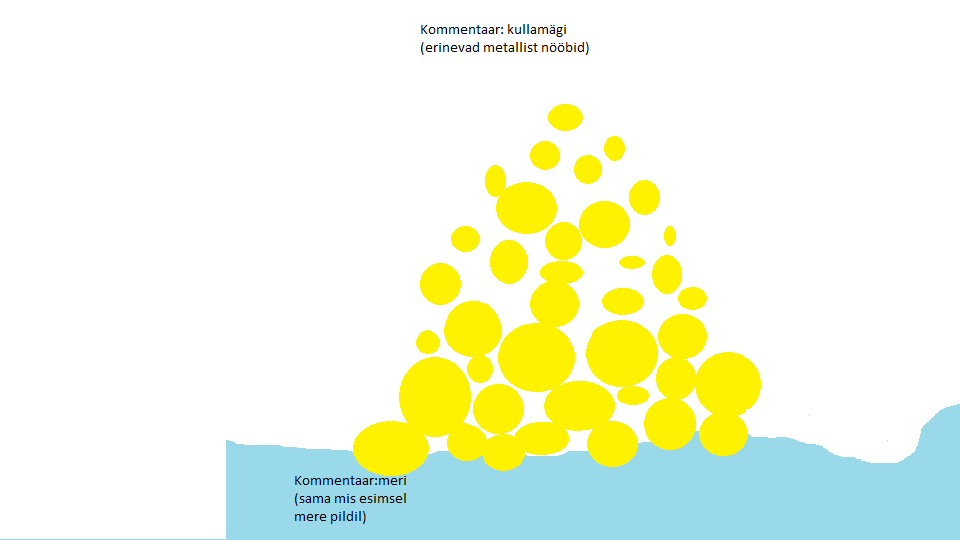 Kommentaar: kullamägi
(erinevad metallist nööbid)
Kommentaar:meri
(sama mis esimsel
mere pildil)